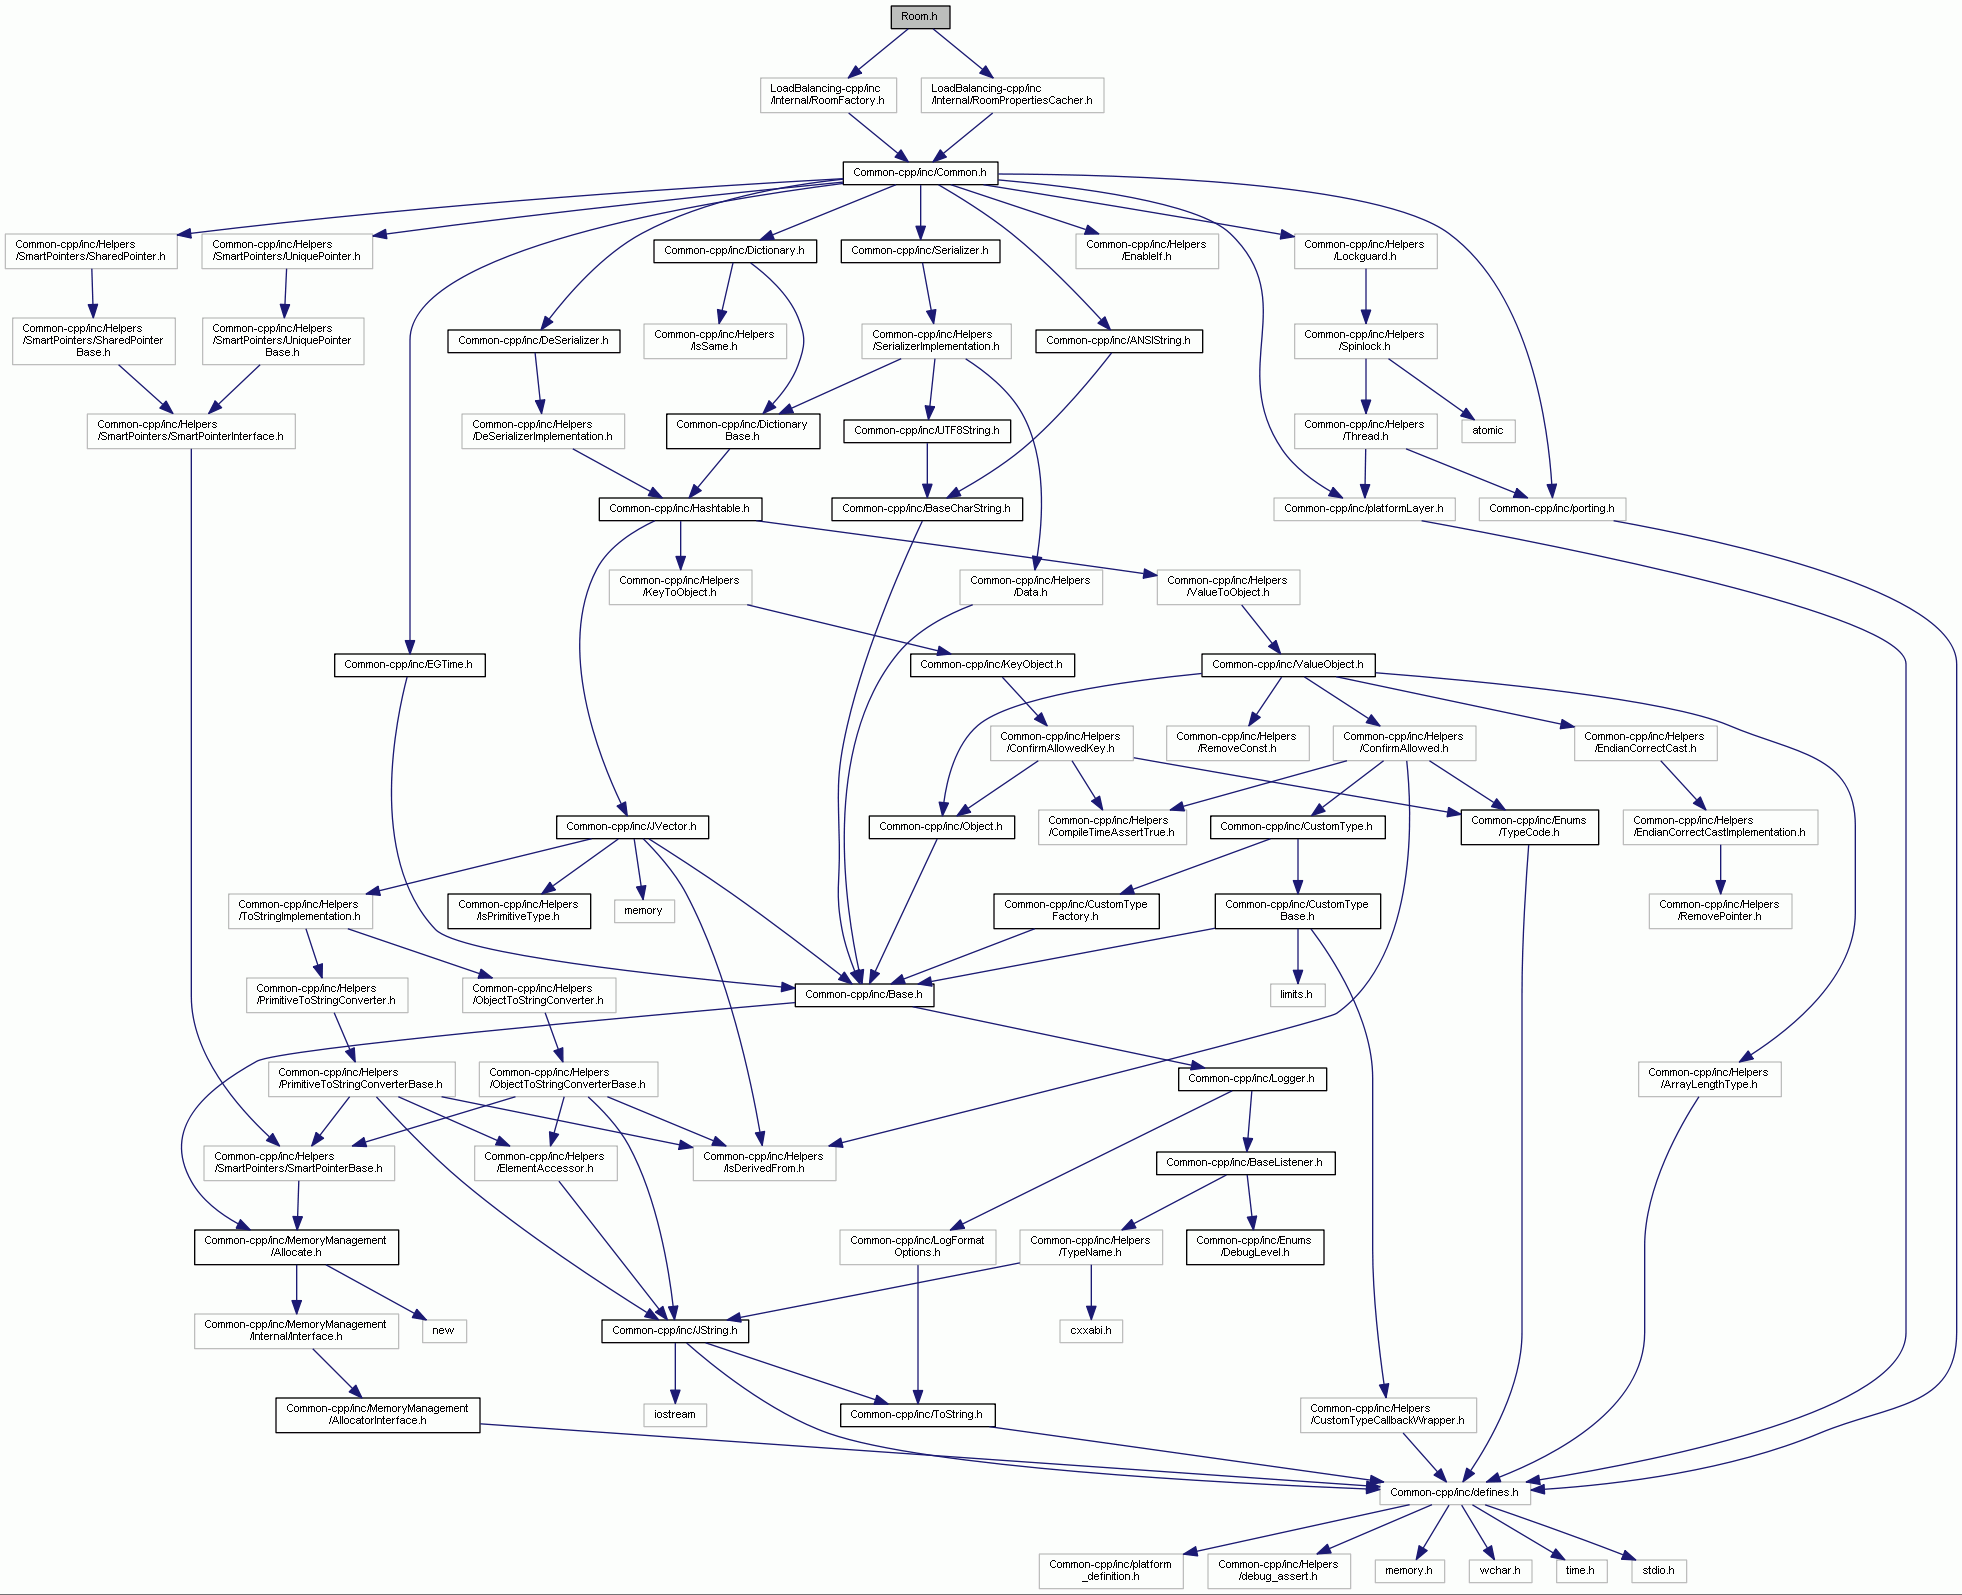 Room.h
LoadBalancing-cpp/inc
/Internal/RoomFactory.h
LoadBalancing-cpp/inc
/Internal/RoomPropertiesCacher.h
Common-cpp/inc/Common.h
Common-cpp/inc/Helpers
/SmartPointers/SharedPointer.h
Common-cpp/inc/Helpers
/SmartPointers/UniquePointer.h
Common-cpp/inc/Dictionary.h
Common-cpp/inc/Serializer.h
Common-cpp/inc/Helpers
/EnableIf.h
Common-cpp/inc/Helpers
/Lockguard.h
Common-cpp/inc/Helpers
/SmartPointers/SharedPointer
Base.h
Common-cpp/inc/Helpers
/SmartPointers/UniquePointer
Base.h
Common-cpp/inc/DeSerializer.h
Common-cpp/inc/Helpers
/IsSame.h
Common-cpp/inc/Helpers
/SerializerImplementation.h
Common-cpp/inc/ANSIString.h
Common-cpp/inc/Helpers
/Spinlock.h
Common-cpp/inc/Helpers
/SmartPointers/SmartPointerInterface.h
Common-cpp/inc/Helpers
/DeSerializerImplementation.h
Common-cpp/inc/Dictionary
Base.h
Common-cpp/inc/UTF8String.h
Common-cpp/inc/Helpers
/Thread.h
atomic
Common-cpp/inc/Hashtable.h
Common-cpp/inc/BaseCharString.h
Common-cpp/inc/platformLayer.h
Common-cpp/inc/porting.h
Common-cpp/inc/Helpers
/KeyToObject.h
Common-cpp/inc/Helpers
/Data.h
Common-cpp/inc/Helpers
/ValueToObject.h
Common-cpp/inc/EGTime.h
Common-cpp/inc/KeyObject.h
Common-cpp/inc/ValueObject.h
Common-cpp/inc/Helpers
/ConfirmAllowedKey.h
Common-cpp/inc/Helpers
/RemoveConst.h
Common-cpp/inc/Helpers
/ConfirmAllowed.h
Common-cpp/inc/Helpers
/EndianCorrectCast.h
Common-cpp/inc/JVector.h
Common-cpp/inc/Object.h
Common-cpp/inc/Helpers
/CompileTimeAssertTrue.h
Common-cpp/inc/CustomType.h
Common-cpp/inc/Enums
/TypeCode.h
Common-cpp/inc/Helpers
/EndianCorrectCastImplementation.h
Common-cpp/inc/Helpers
/ToStringImplementation.h
Common-cpp/inc/Helpers
/IsPrimitiveType.h
memory
Common-cpp/inc/CustomType
Factory.h
Common-cpp/inc/CustomType
Base.h
Common-cpp/inc/Helpers
/RemovePointer.h
Common-cpp/inc/Helpers
/PrimitiveToStringConverter.h
Common-cpp/inc/Helpers
/ObjectToStringConverter.h
Common-cpp/inc/Base.h
limits.h
Common-cpp/inc/Helpers
/PrimitiveToStringConverterBase.h
Common-cpp/inc/Helpers
/ObjectToStringConverterBase.h
Common-cpp/inc/Logger.h
Common-cpp/inc/Helpers
/ArrayLengthType.h
Common-cpp/inc/Helpers
/SmartPointers/SmartPointerBase.h
Common-cpp/inc/Helpers
/ElementAccessor.h
Common-cpp/inc/Helpers
/IsDerivedFrom.h
Common-cpp/inc/BaseListener.h
Common-cpp/inc/MemoryManagement
/Allocate.h
Common-cpp/inc/LogFormat
Options.h
Common-cpp/inc/Helpers
/TypeName.h
Common-cpp/inc/Enums
/DebugLevel.h
Common-cpp/inc/MemoryManagement
/Internal/Interface.h
new
Common-cpp/inc/JString.h
cxxabi.h
Common-cpp/inc/MemoryManagement
/AllocatorInterface.h
iostream
Common-cpp/inc/ToString.h
Common-cpp/inc/Helpers
/CustomTypeCallbackWrapper.h
Common-cpp/inc/defines.h
Common-cpp/inc/platform
_definition.h
Common-cpp/inc/Helpers
/debug_assert.h
memory.h
wchar.h
time.h
stdio.h